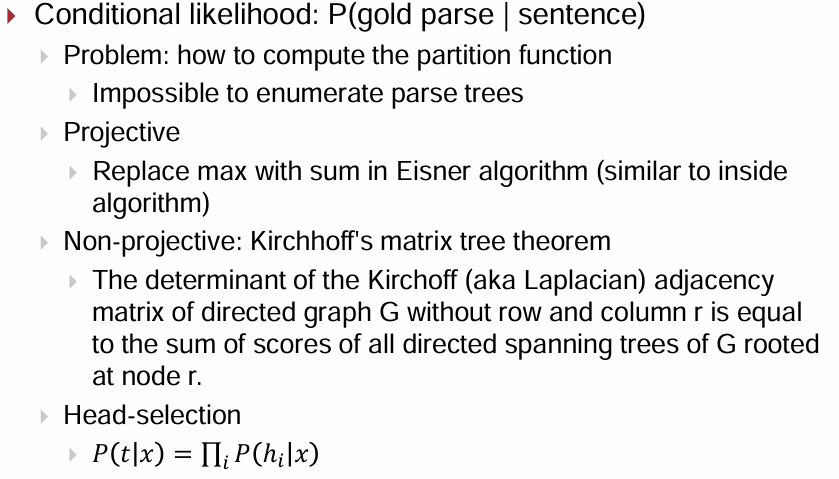 Conditional likelihood: P(gold parse | sentence)
Problem: how to compute the partition function
Impossible to enumerate parse trees
Projective
Replace max with sum in Eisner algorithm (similar to inside
algorithm)
Non-projective: Kirchhoff's matrix tree theorem
The determinant of the Kirchoff (aka Laplacian) adjacency
matrix of directed graph G without row and column r is equal
to the sum of scores of all directed spanning trees of G rooted
at node r.
Head-selection
P(t|x) = ∏ᵢ P(hᵢ|x)